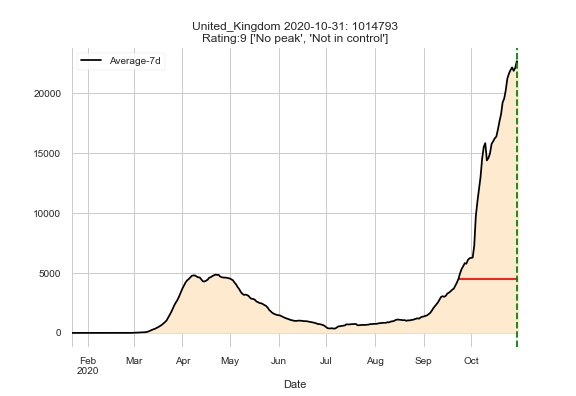 United_Kingdom 2020-10-31: 1014793
Rating:9 ['No peak', 'Not in control']
Average-7d
20000
15000
10000
5000
0
Feb Mar Apr May Jun Jul Aug Sep Oct
2020
Date